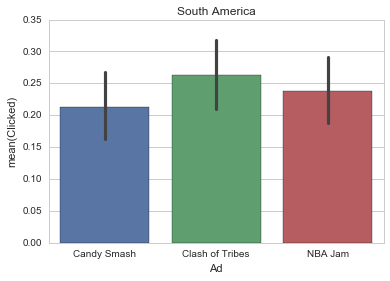 South America
0.35
0.30
0.25
0.20
0.15
0.10
0.05
0.00
mean(Clicked)
Candy Smash
Clash of Tribes
NBA Jam
Ad